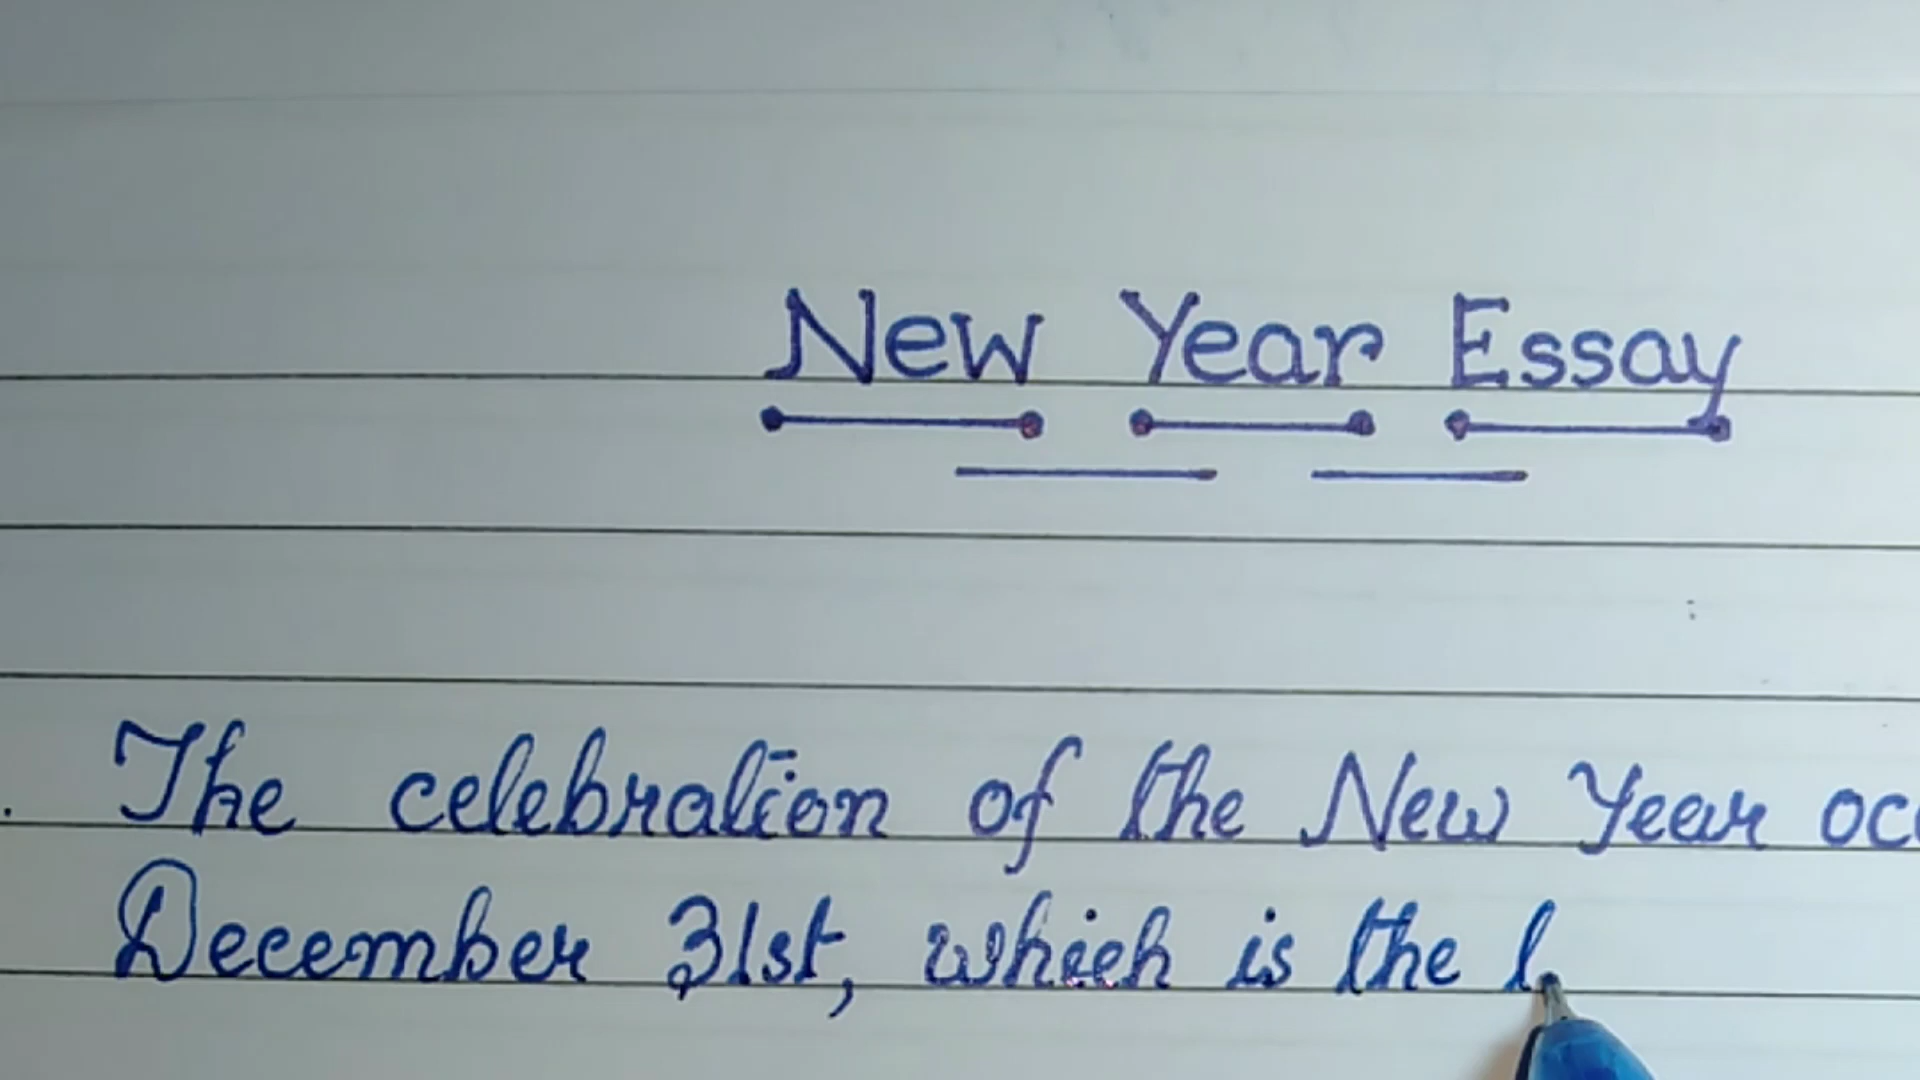 New Year Essay
. The celebration of the New Year
December 31st, which is the